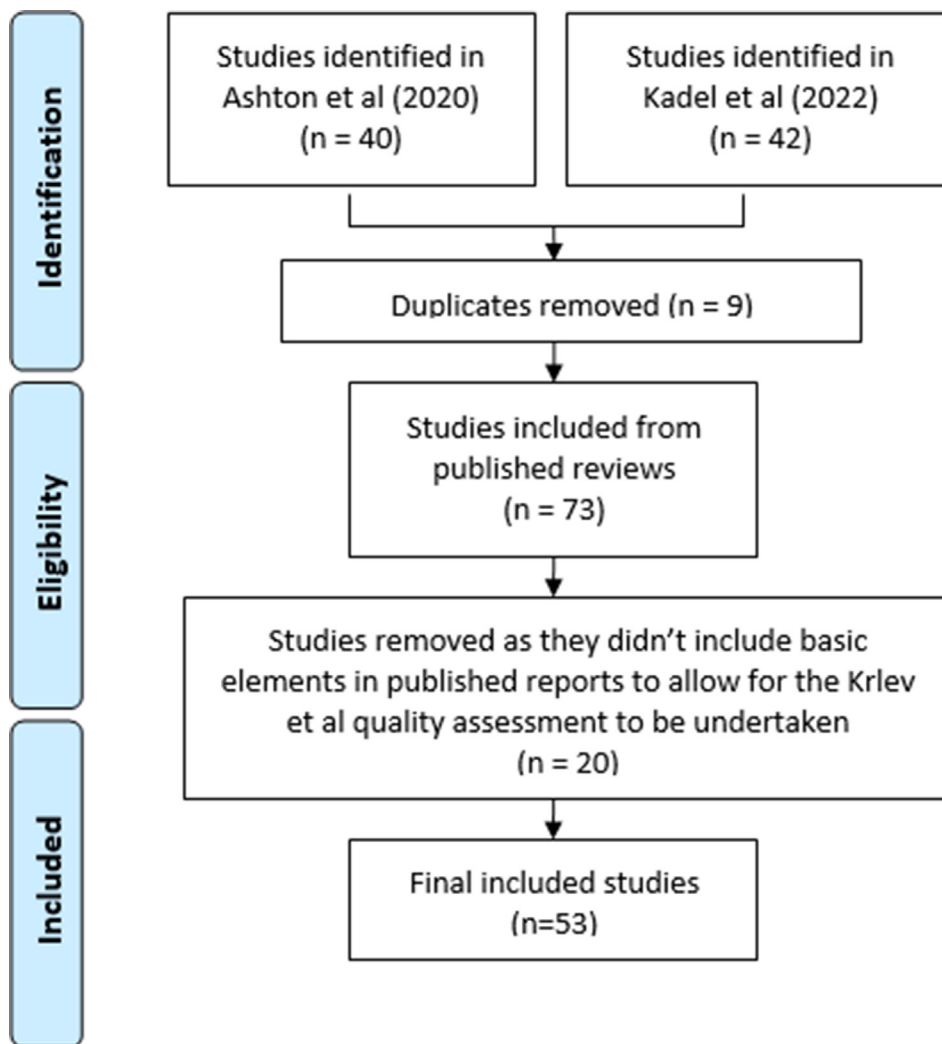 Identification
Studies identified in
Ashton et al (2020)
(n = 40)
Studies identified in
Kadel et al (2022)
(n = 42)
Duplicates removed (n = 9)
Eligibility
Studies included from
published reviews
(n = 73)
Studies removed as they didn’t include basic
elements in published reports to allow for the Krlev
et al quality assessment to be undertaken
(n = 20)
Included
Final included studies
(n=53)